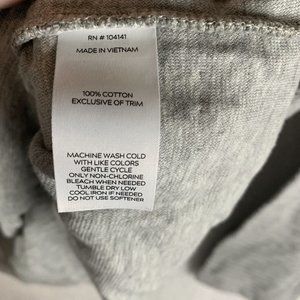 RN # 104141
MADE IN VIETNAM
100% COTTON
EXCLUSIVE OF TRIM
MACHINE WASH COLD
WITH LIKE COLORS
GENTLE CYCLE
ONLY NON-CHLORINE
BLEACH WHEN NEEDED
TUMBLE DRY LOW
COOL IRON IF NEEDED
DO NOT USE SOFTENER